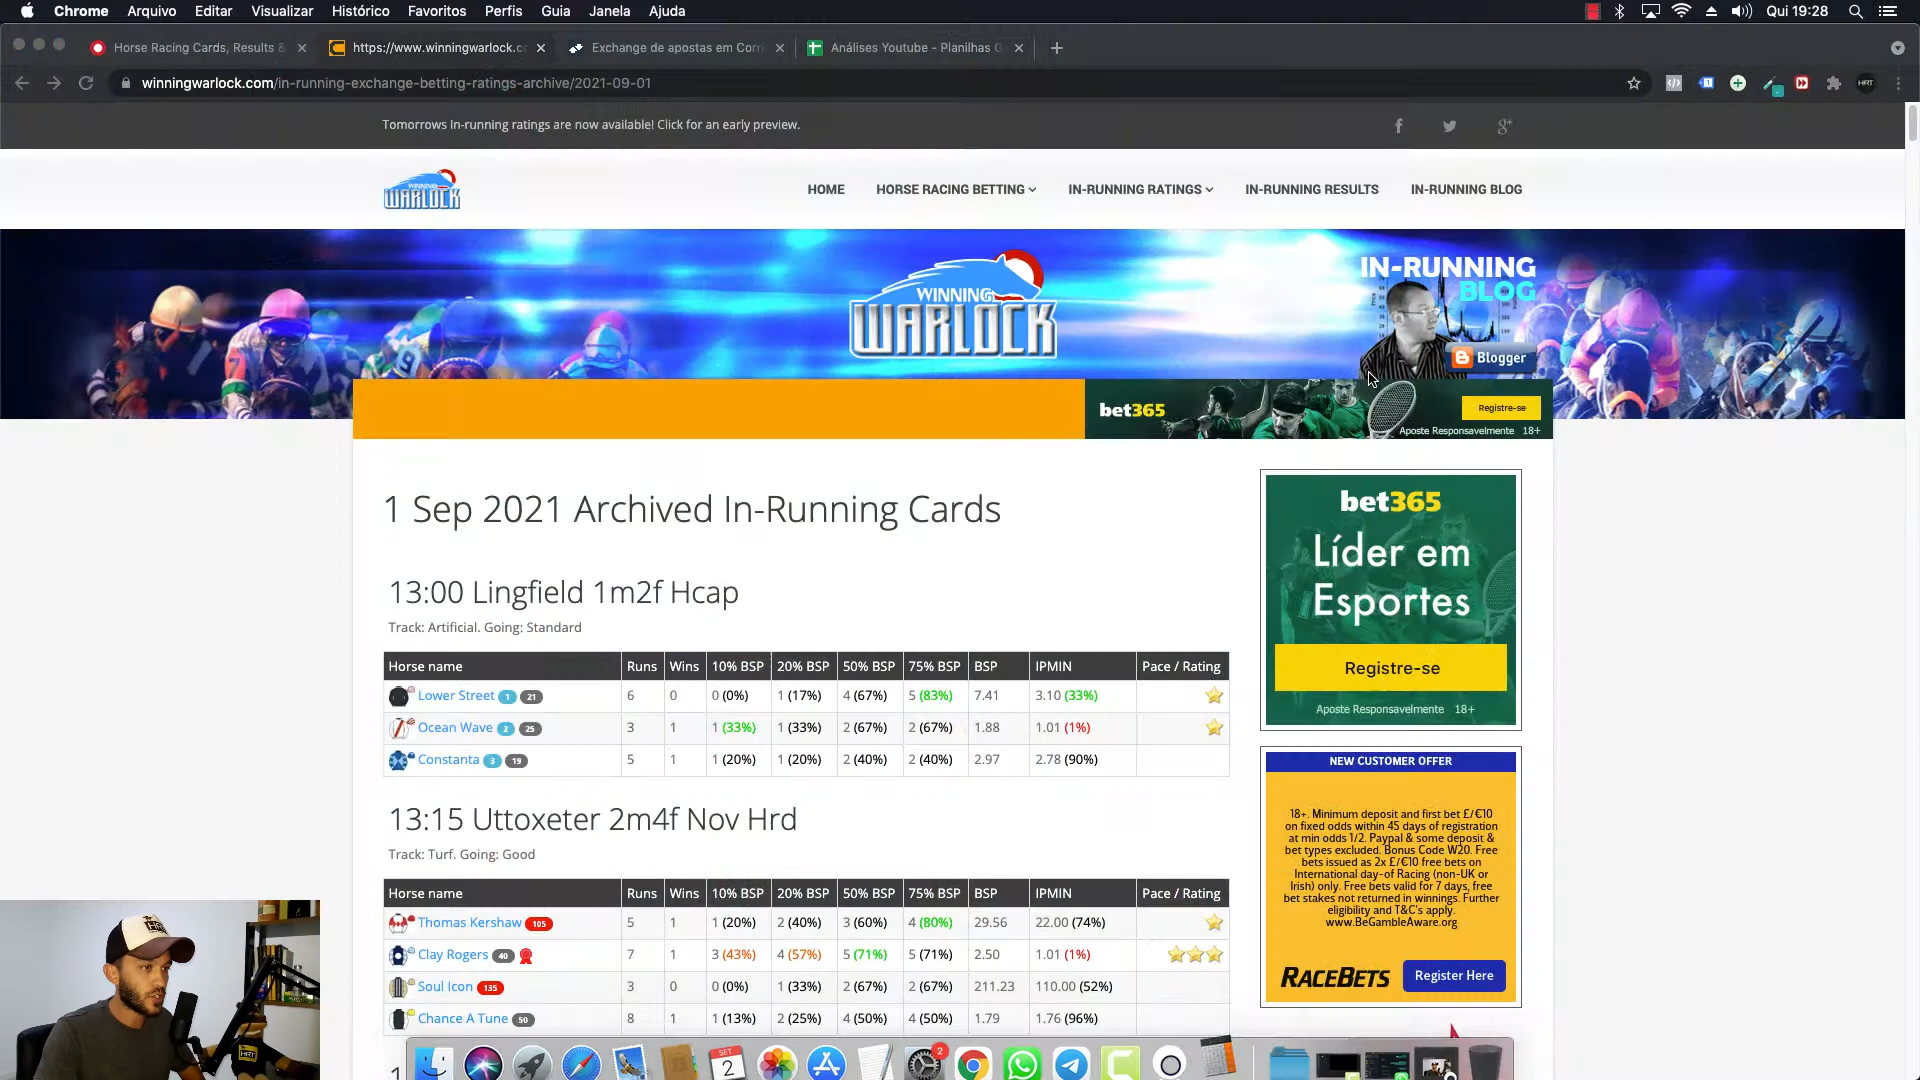 Chrome Arquivo Editar Visualizar Histórico Favoritos Perfis Guia Janela Ajuda Qui 19:28
Horse Racing Cards, Results & https://www.winningwarlock.co Exchange de apostas em Corri Análises Youtube - Planilhas G
winningwarlock.com/in-running-exchange-betting-ratings-archive/2021-09-01 HRT
Tomorrows In-running ratings are now available! Click for an early preview.
WINNING
WARLOCK
HOME HORSE RACING BETTING IN-RUNNING RATINGS IN-RUNNING RESULTS IN-RUNNING BLOG
WINNING
WARLOCK
IN-RUNNING
BLOG
Blogger
bet365
Registre-se
Aposte Responsavelmente 18+
1 Sep 2021 Archived In-Running Cards
13:00 Lingfield 1m2f Hcap
Track: Artificial. Going: Standard
Horse name Runs Wins 10% BSP 20% BSP 50% BSP 75% BSP BSP IPMIN Pace / Rating
Lower Street 1 21 6 0 0 (0%) 1 (17%) 4 (67%) 5 (83%) 7.41 3.10 (33%)
Ocean Wave 2 25 3 1 1 (33%) 1 (33%) 2 (67%) 2 (67%) 1.88 1.01 (1%)
Constanta 3 19 5 1 1 (20%) 1 (20%) 2 (40%) 2 (40%) 2.97 2.78 (90%)
13:15 Uttoxeter 2m4f Nov Hrd
Track: Turf. Going: Good
Horse name Runs Wins 10% BSP 20% BSP 50% BSP 75% BSP BSP IPMIN Pace / Rating
Thomas Kershaw 105 5 1 1 (20%) 2 (40%) 3 (60%) 4 (80%) 29.56 22.00 (74%)
Clay Rogers 40 7 1 3 (43%) 4 (57%) 5 (71%) 5 (71%) 2.50 1.01 (1%)
Soul Icon 135 3 0 0 (0%) 1 (33%) 2 (67%) 2 (67%) 211.23 110.00 (52%)
Chance A Tune 50 8 1 1 (13%) 2 (25%) 4 (50%) 4 (50%) 1.79 1.76 (96%)
bet365
Líder em
Esportes
Registre-se
Aposte Responsavelmente 18+
NEW CUSTOMER OFFER
18+. Minimum deposit and first bet £/€10
on fixed odds within 45 days of registration
at min odds 1/2. Paypal & some deposit &
bet types excluded. Bonus Code W20. Free
bets issued as 2x £/€10 free bets on
International day-of Racing (non-UK or
Irish) only. Free bets valid for 7 days, free
bet stakes not returned in winnings. Further
eligibility and T&C's apply.
www.BeGambleAware.org
RACEBETS Register Here
SET
2
2
HRT